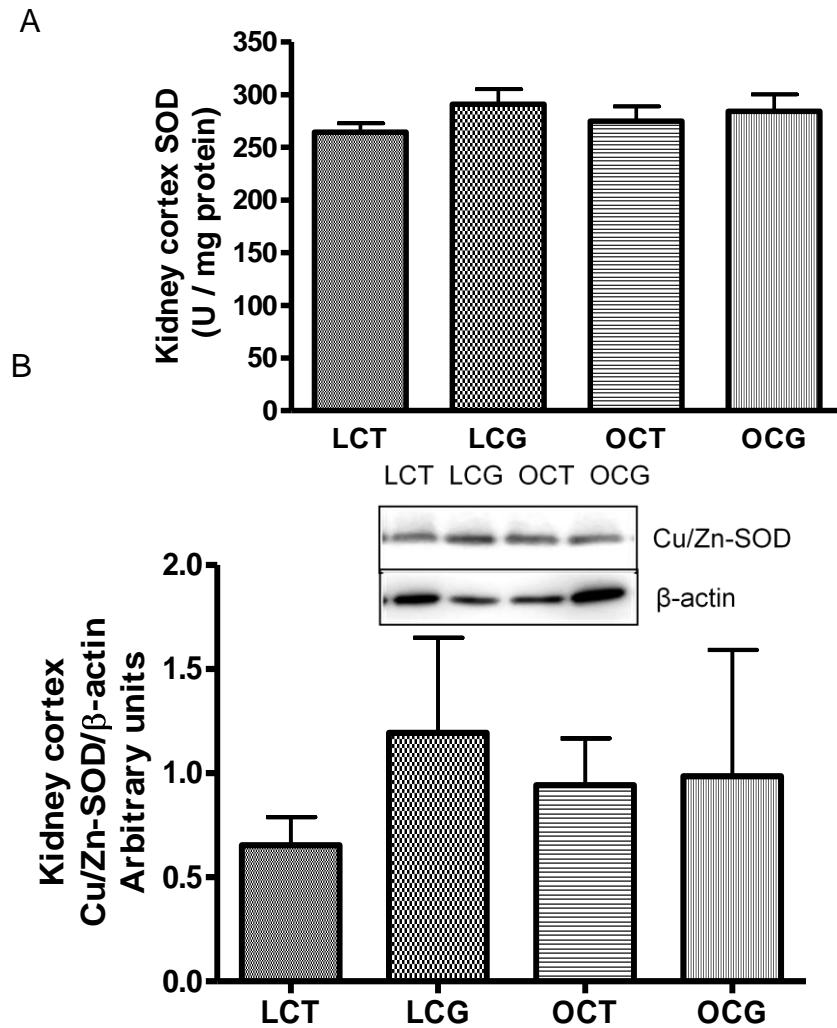 A
Kidney cortex SOD
(U / mg protein)
350
300
250
200
150
100
50
0
LCT LCG OCT OCG
B
LCT LCG OCT OCG
Cu/Zn-SOD
β-actin
Kidney cortex
Cu/Zn-SOD/β-actin
Arbitrary units
2.0
1.5
1.0
0.5
0.0
LCT LCG OCT OCG